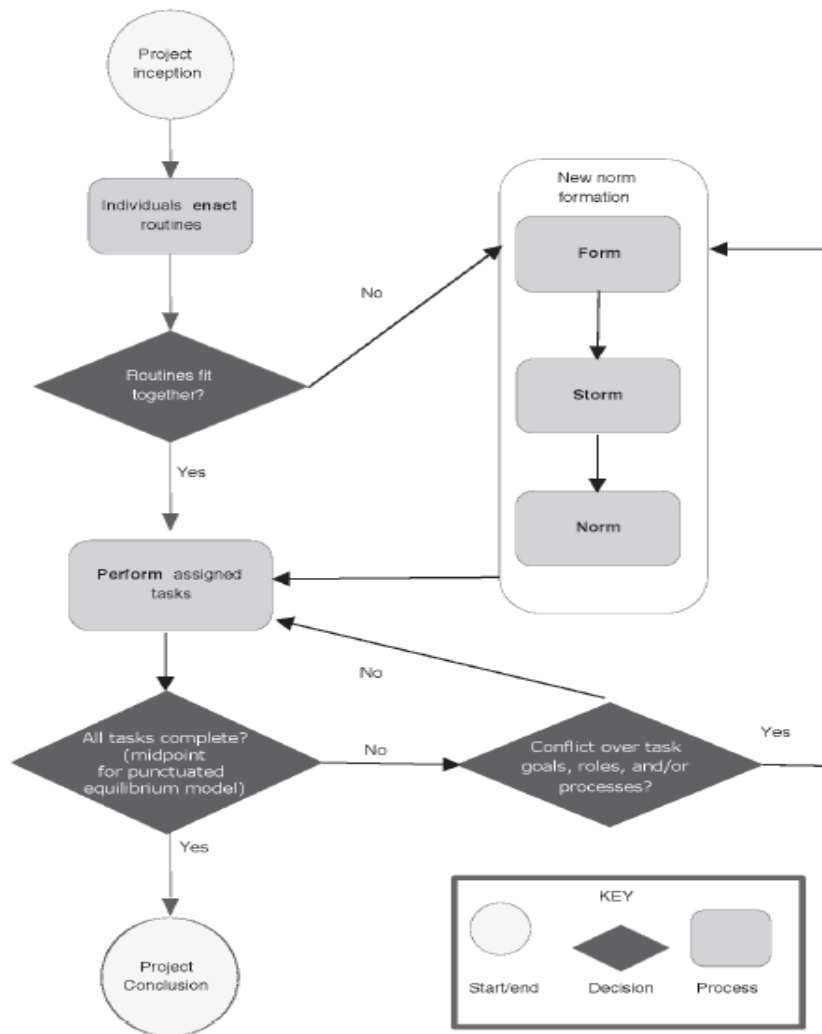 Project
inception
Individuals enact
routines
Routines fit
together?
No
Yes
New norm
formation
Form
Storm
Norm
Perform assigned
tasks
No
All tasks complete?
(midpoint
for punctuated
equilibrium model)
No
Conflict over task
goals, roles, and/or
processes?
Yes
Yes
Project
Conclusion
KEY
Start/end
Decision
Process